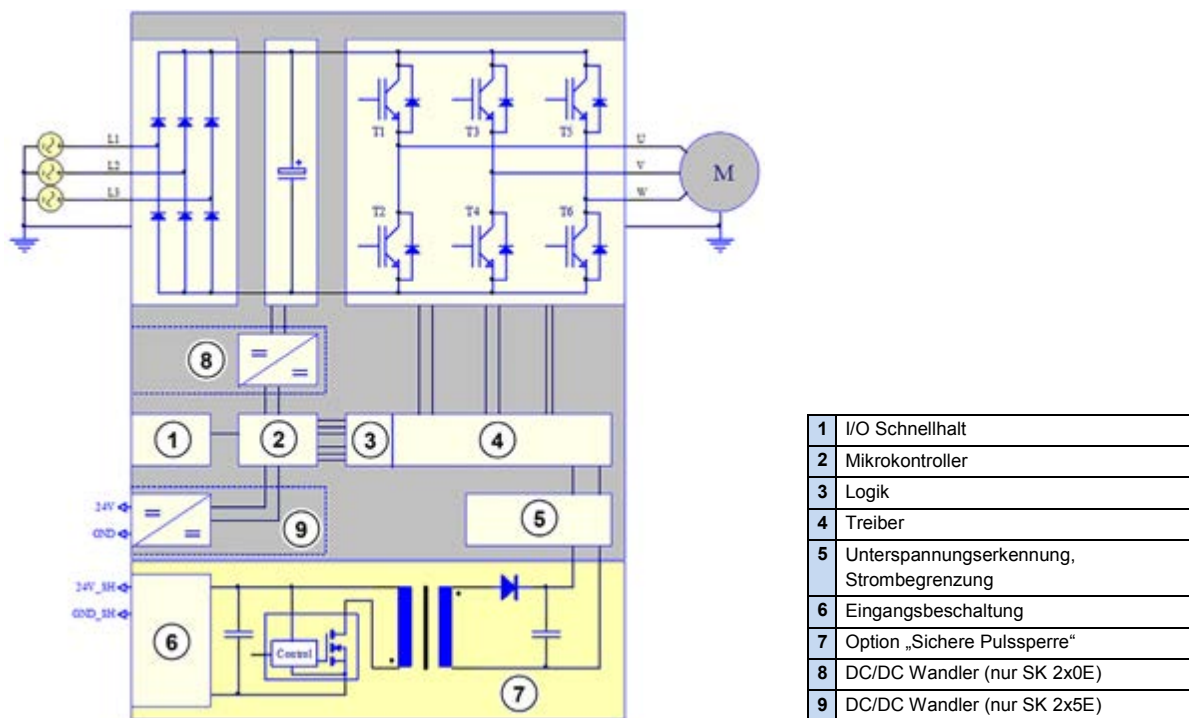 L1
L2
L3
+
T1
T3
T5
T2
T4
T6
U
V
W
M
8
1
2
3
4
24V
GND
9
5
24V_SH
GND_SH
6
Control
7
1 I/O Schnellhalt
2 Mikrokontroller
3 Logik
4 Treiber
5 Unterspannungserkennung,
Strombegrenzung
6 Eingangsbeschaltung
7 Option „Sichere Pulssperre“
8 DC/DC Wandler (nur SK 2x0E)
9 DC/DC Wandler (nur SK 2x5E)